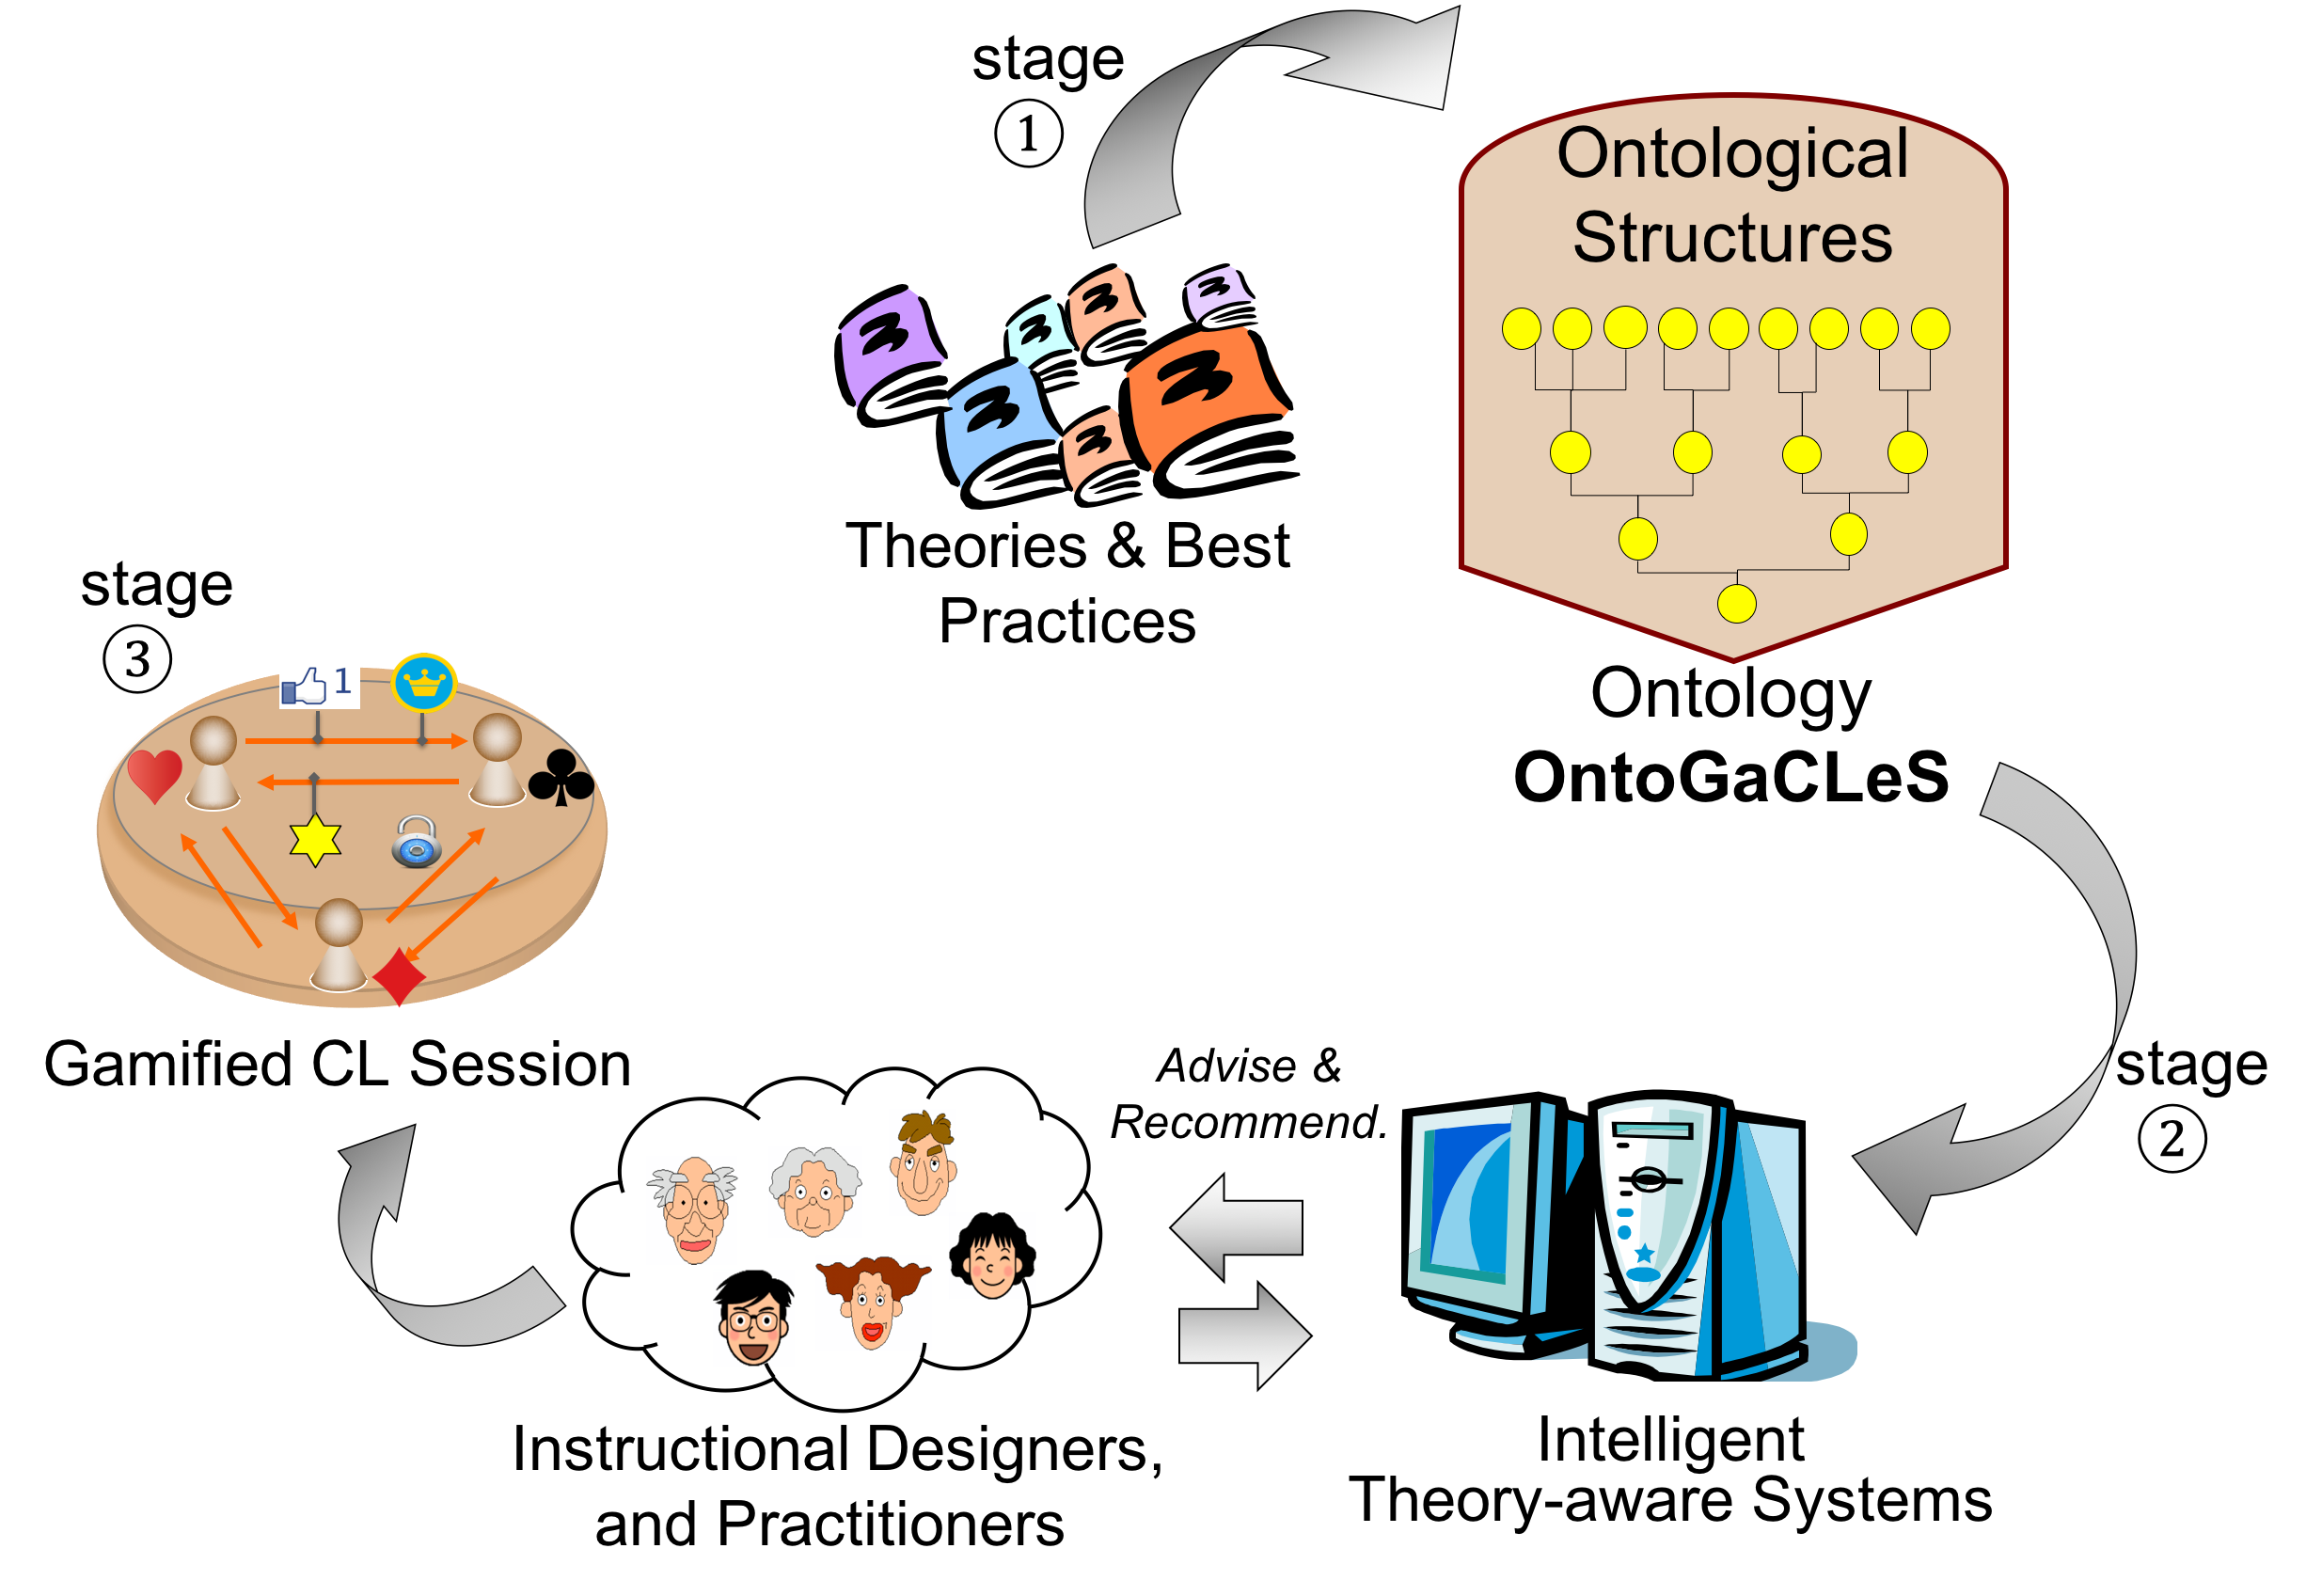 stage
1
Ontological
Structures
Theories & Best
Practices
Ontology
OntoGaCLeS
stage
3
1
Gamified CL Session
stage
2
Advise &
Recommend.
Instructional Designers,
and Practitioners
Intelligent
Theory-aware Systems